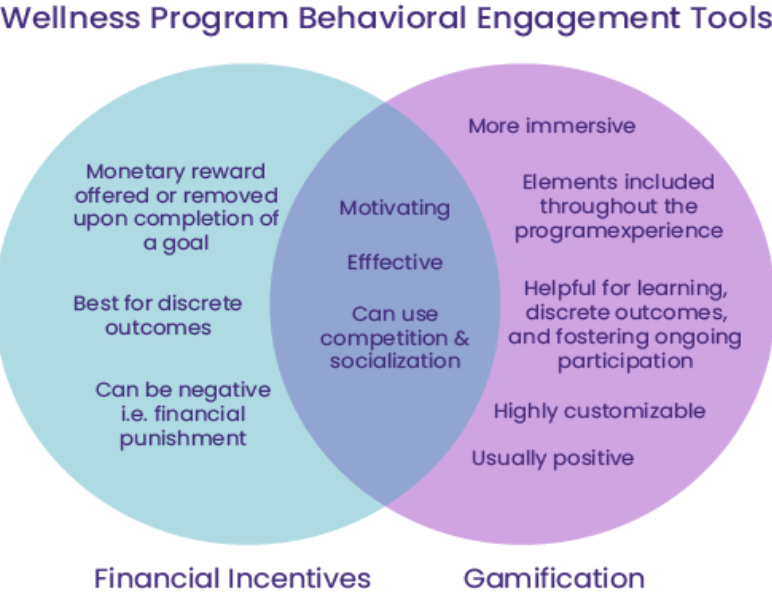 Wellness Program Behavioral Engagement Tools
Monetary reward
offered or removed
upon completion of
a goal
Best for discrete
outcomes
Can be negative
i.e. financial
punishment
Motivating
Efffective
Can use
competition &
socialization
More immersive
Elements included
throughout the
programexperience
Helpful for learning,
discrete outcomes,
and fostering ongoing
participation
Highly customizable
Usually positive
Financial Incentives
Gamification